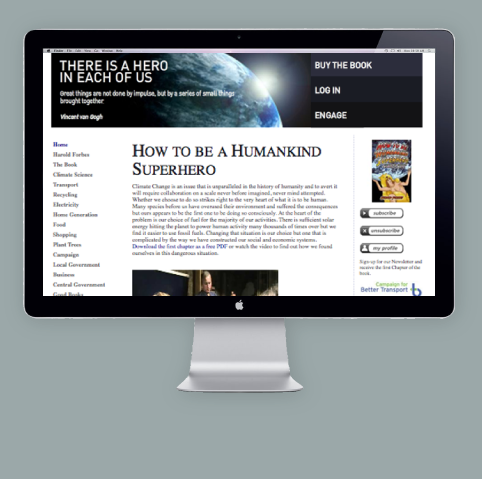 THERE IS A HERO
IN EACH OF US
Great things are not done by impulse, but by a series of small things
brought together
Vincent van Gogh
BUY THE BOOK
LOG IN
ENGAGE
Home
Harold Forbes
The Book
Climate Science
Transport
Recycling
Electricity
Home Generation
Food
Shopping
Plant Trees
Campaign
Local Government
Business
Central Government
Good Books
HOW TO BE A HUMANKIND
SUPERHERO
Climate Change is an issue that is unparalleled in the history of humanity and to avert it
will require collaboration on a scale never before imagined, never mind attempted.
Whether we choose to do so strikes right to the very heart of what it is to be human.
Many species before us have overused their environment and suffered the consequences
but ours appears to be the first one to be doing so consciously. At the heart of the
problem is our choice of fuel for the majority of our activities. There is sufficient solar
energy hitting the planet to power human activity many thousands of times over but we
find it easier to use fossil fuels. Changing that situation is our choice but one that is
complicated by the way we have constructed our social and economic systems.
Download the first chapter as a free PDF or watch the video to find out how we found
ourselves in this dangerous situation.
subscribe
unsubscribe
my profile
Sign-up for our Newsletter and
receive the first Chapter of the
book.
Campaign for
Better Transport